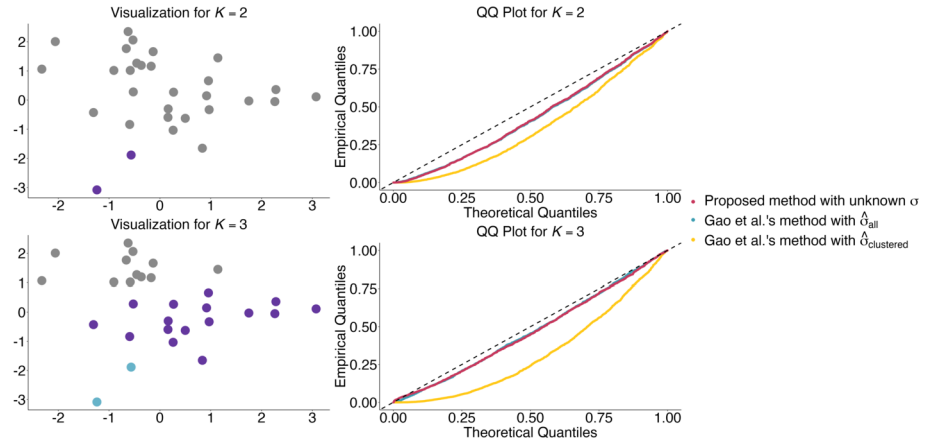 Visualization for K = 2
2
1
0
-1
-2
-3
-2 -1 0 1 2 3
QQ Plot for K = 2
Empirical Quantiles
1.00
0.75
0.50
0.25
0.00
0.00 0.25 0.50 0.75 1.00
Theoretical Quantiles
Visualization for K = 3
2
1
0
-1
-2
-3
-2 -1 0 1 2 3
QQ Plot for K = 3
Empirical Quantiles
1.00
0.75
0.50
0.25
0.00
0.00 0.25 0.50 0.75 1.00
Theoretical Quantiles
Proposed method with unknown σ
Gao et al.'s method with σ̂all
Gao et al.'s method with σ̂clustered